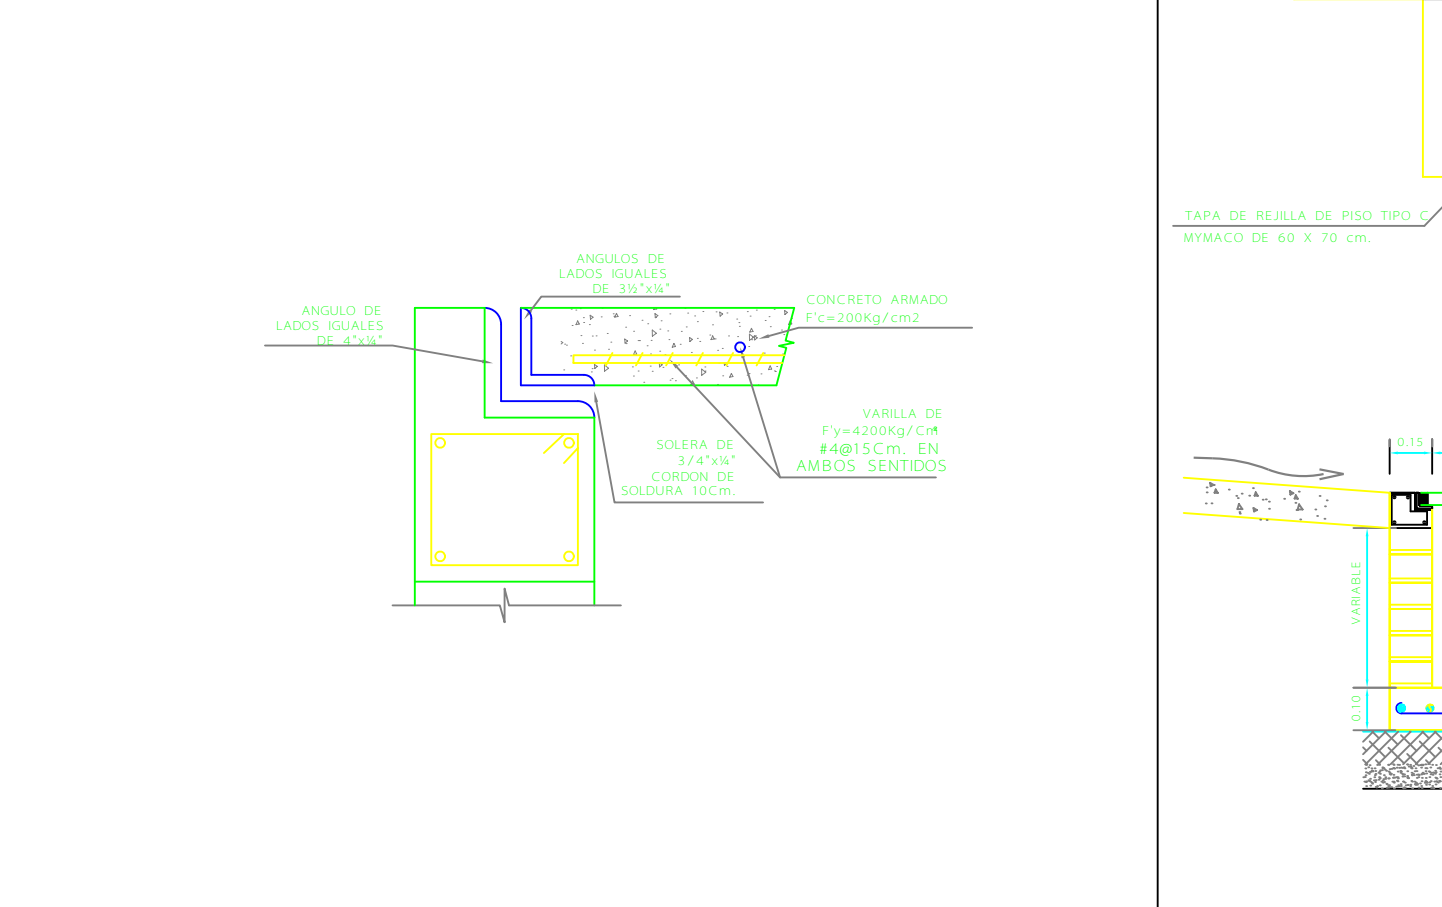 ANGULOS DE
LADOS IGUALES
DE 3½"x¼"
ANGULO DE
LADOS IGUALES
DE 4"x¼"
CONCRETO ARMADO
F'c=200Kg/cm2
VARILLA DE
F'y=4200Kg/Cm
#4@15Cm. EN
AMBOS SENTIDOS
SOLERA DE
3/4"x¼"
CORDON DE
SOLDURA 10Cm.
TAPA DE REJILLA DE PISO TIPO C
MYMACO DE 60 X 70 cm.
0.15
VARIABLE
0.10